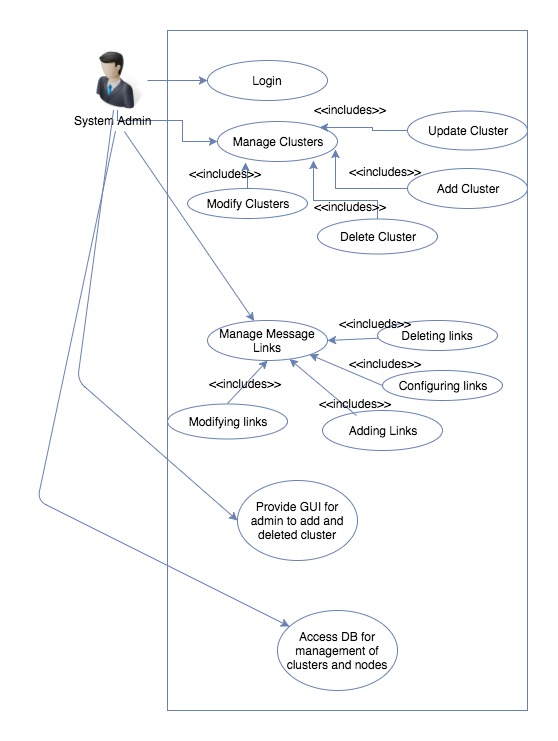 Login
System Admin
<<includes>>
Update Cluster
Manage Clusters
<<includes>>
<<includes>>
Add Cluster
Modify Clusters
<<includes>>
Delete Cluster
<<inclueds>>
Manage Message
Links
Deleting links
<<includes>>
<<includes>>
Configuring links
<<includes>>
Modifying links
Adding Links
Provide GUI for
admin to add and
deleted cluster
Access DB for
management of
clusters and nodes